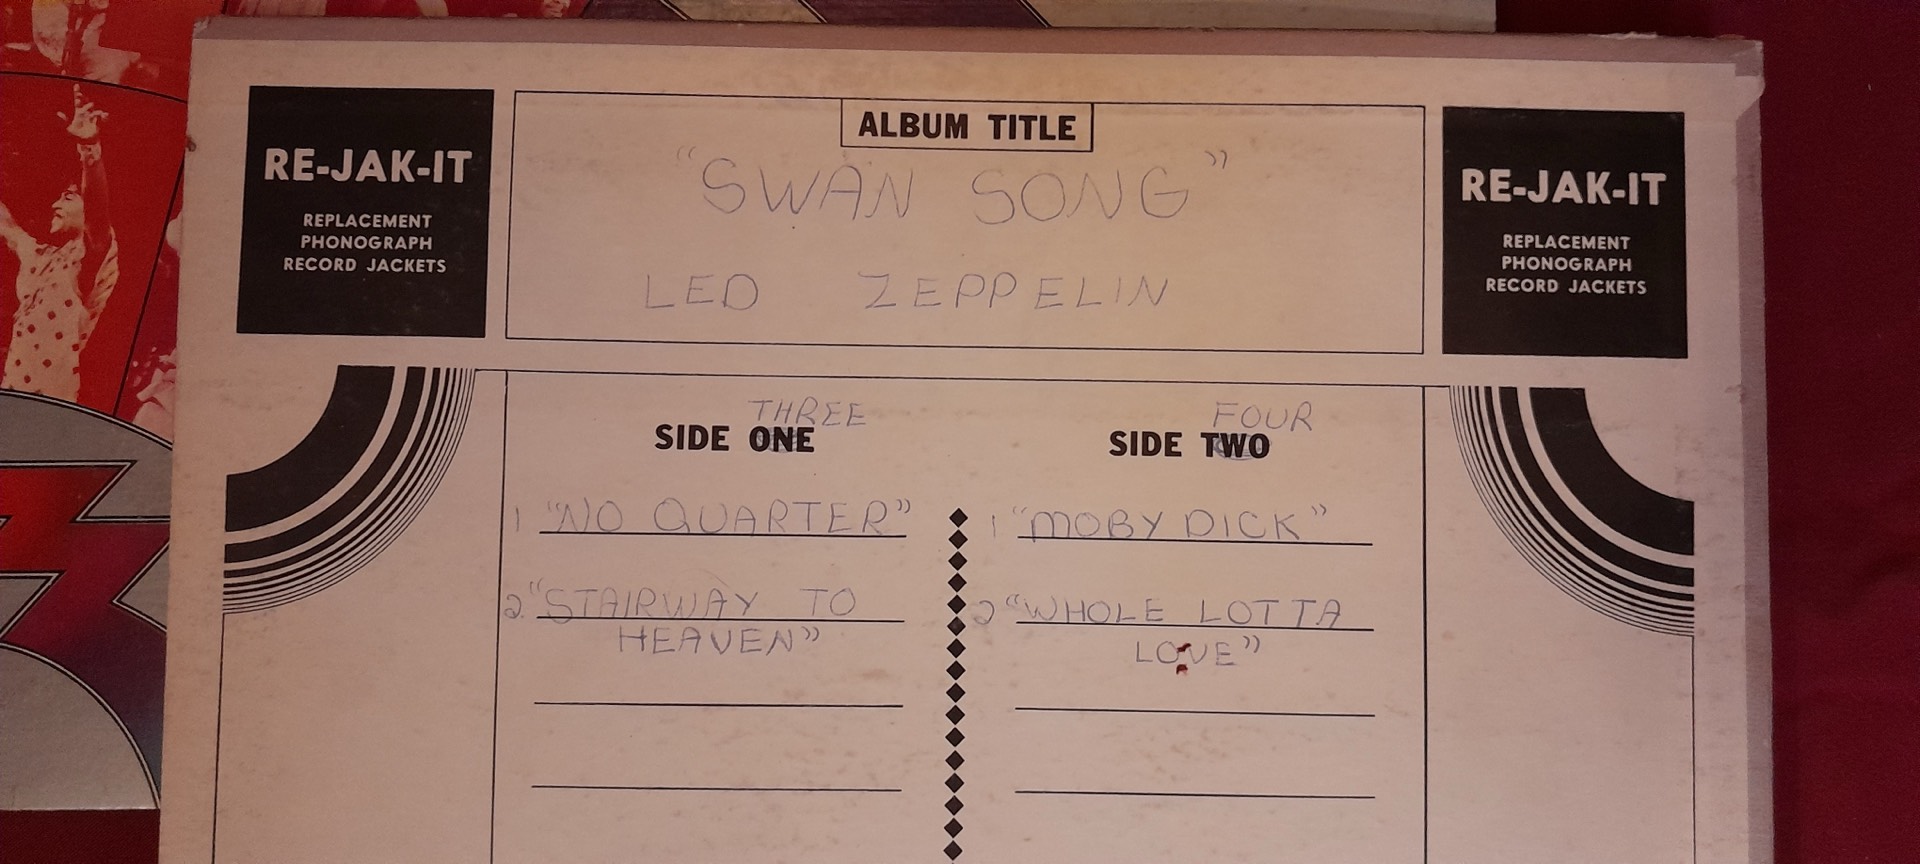 RE-JAK-IT
REPLACEMENT
PHONOGRAPH
RECORD JACKETS
ALBUM TITLE
"SWAN SONG"
LED ZEPPELIN
RE-JAK-IT
REPLACEMENT
PHONOGRAPH
RECORD JACKETS
THREE
SIDE ONE
1 "NO QUARTER"
2. "STAIRWAY TO
HEAVEN"
FOUR
SIDE TWO
1 "MOBY DICK"
2 "WHOLE LOTTA
LOVE"